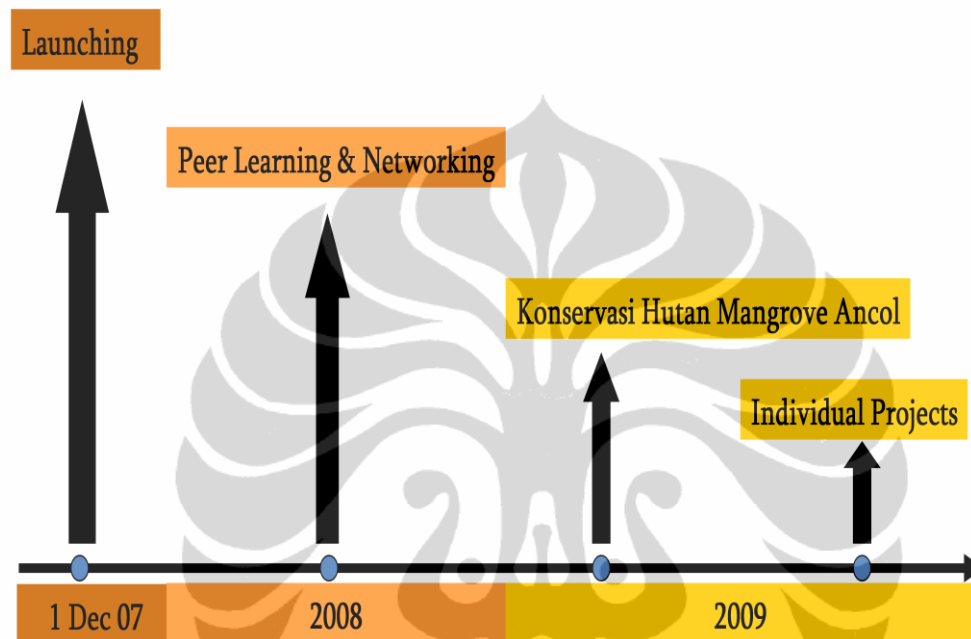 Launching
Peer Learning & Networking
Konservasi Hutan Mangrove Ancol
Individual Projects
1 Dec 07
2008
2009